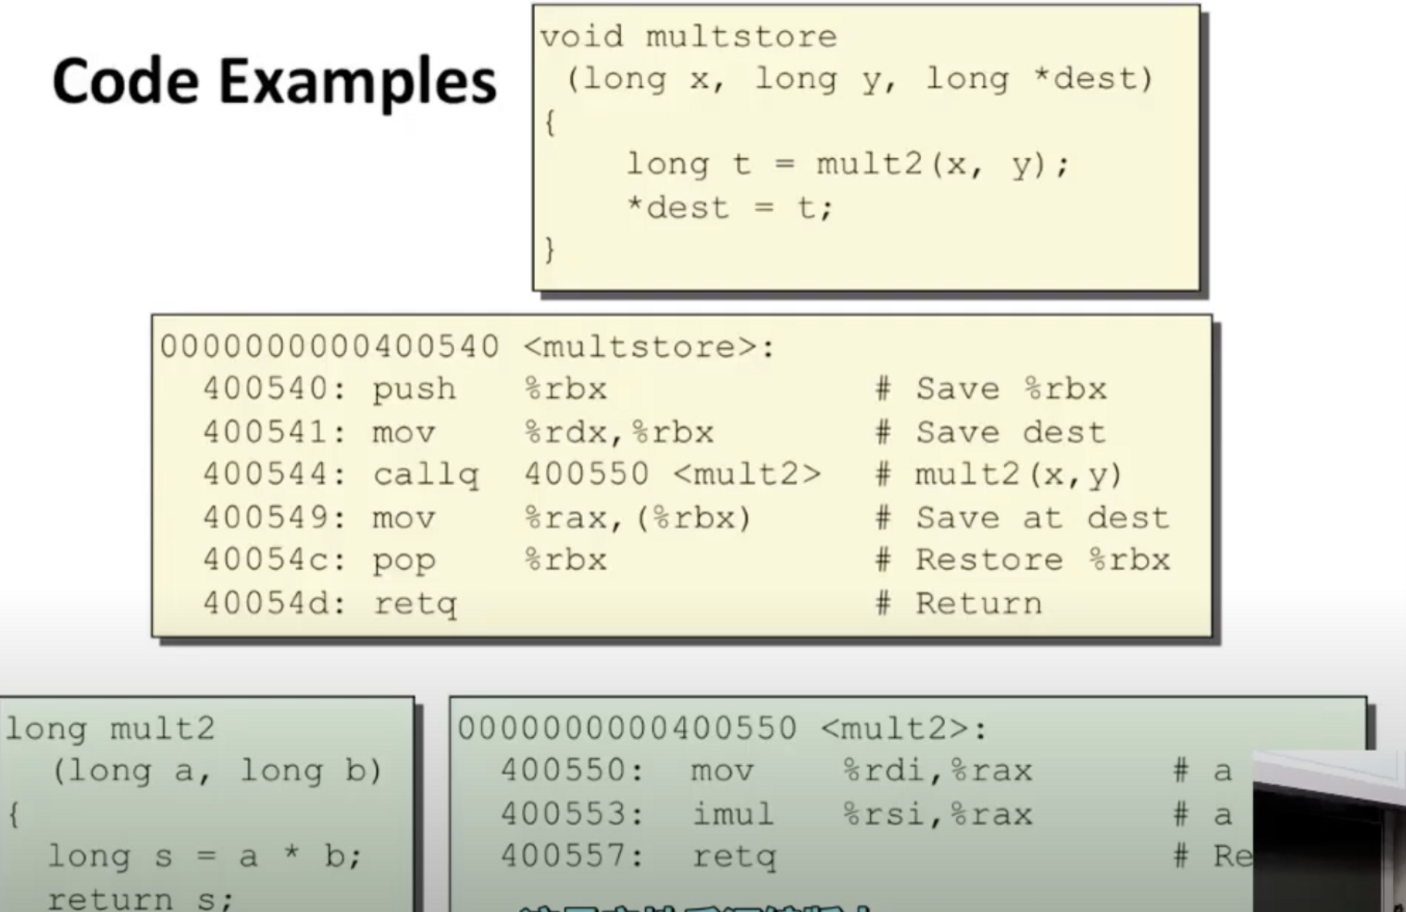 Code Examples
void multstore
(long x, long y, long *dest)
{
long t = mult2(x, y);
*dest = t;
}
0000000000400540 <multstore>:
400540: push %rbx # Save %rbx
400541: mov %rdx,%rbx # Save dest
400544: callq 400550 <mult2> # mult2(x,y)
400549: mov %rax,(%rbx) # Save at dest
40054c: pop %rbx # Restore %rbx
40054d: retq # Return
long mult2
(long a, long b)
{
long s = a * b;
return s;
0000000000400550 <mult2>:
400550: mov %rdi,%rax # a
400553: imul %rsi,%rax # a
400557: retq # Re